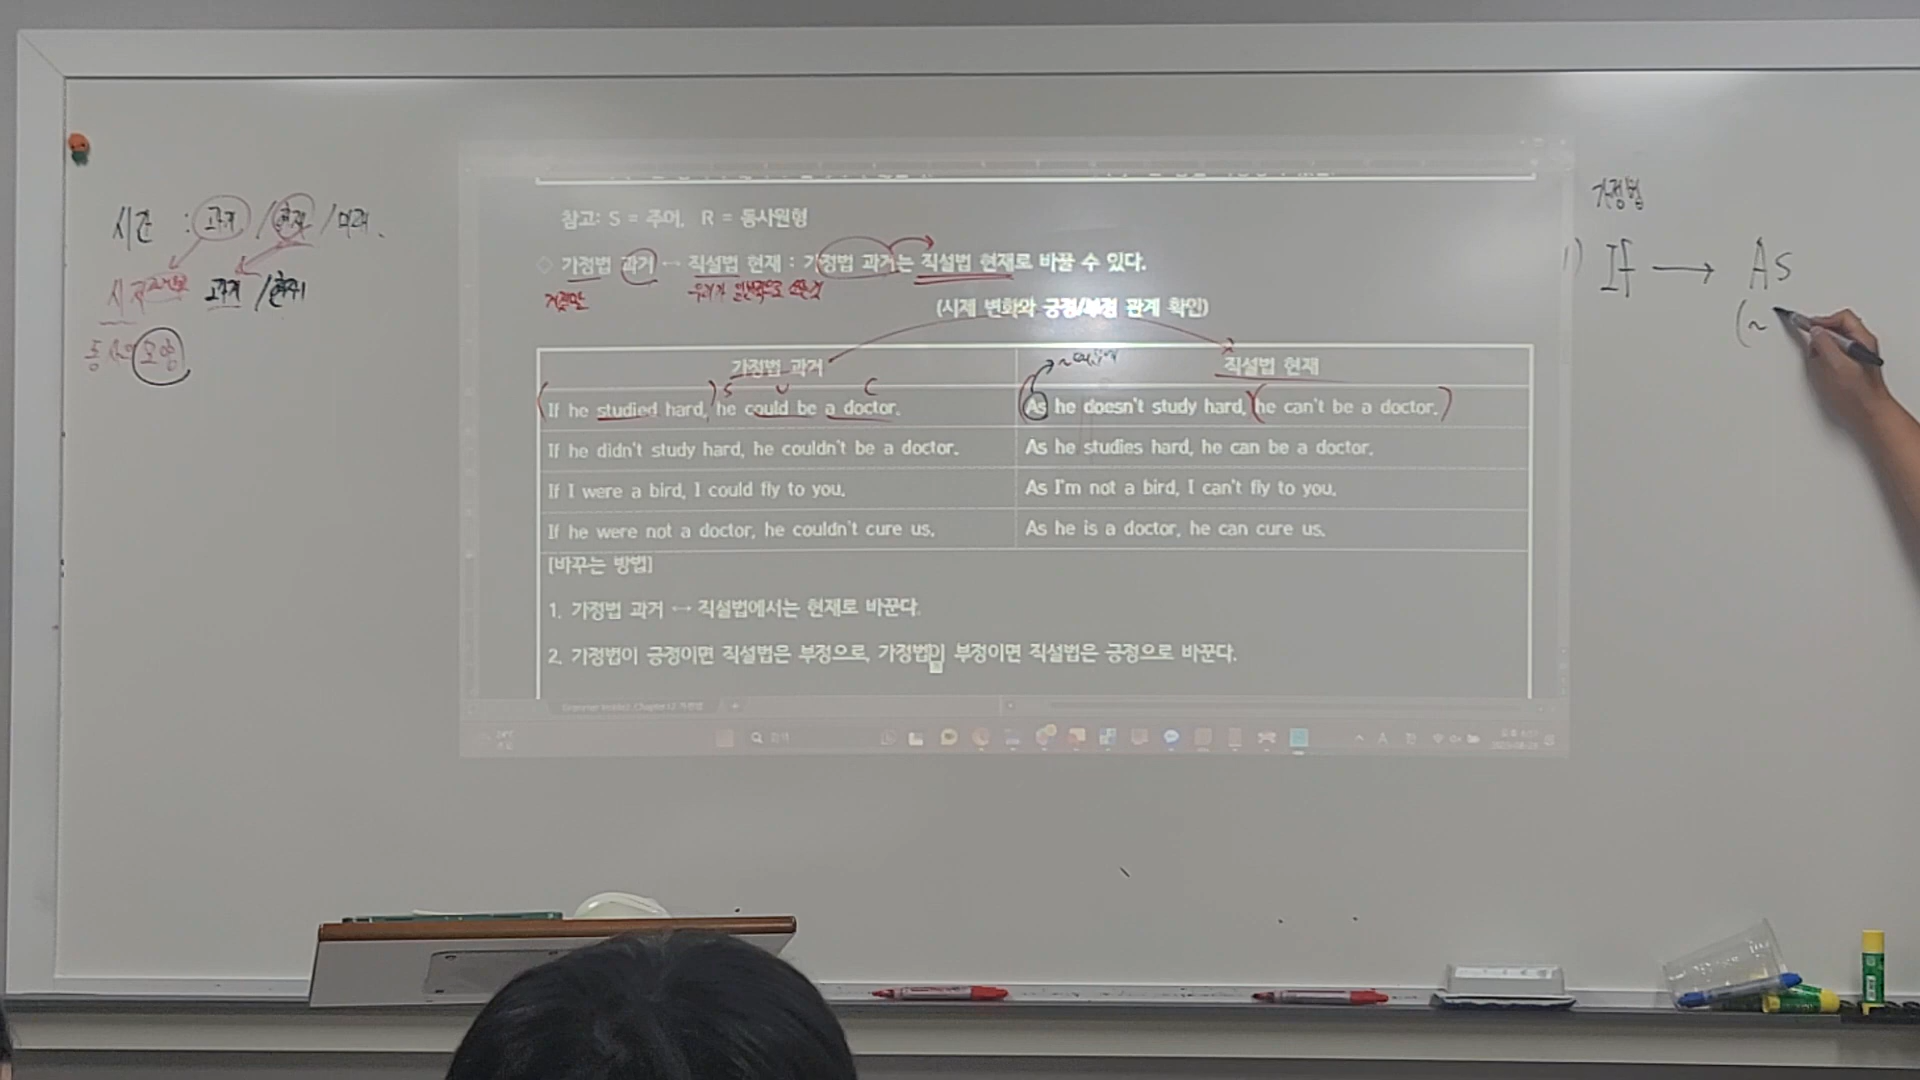 시간 : 과거 / 현재 / 미래.
시제
과거 / 현재
동사의 모양
참고: S = 주어, R = 동사원형
◇ 가정법 과거 ↔ 직설법 현재 : 가정법 과거는 직설법 현재로 바꿀 수 있다.
(시제 변화와 긍정/부정 관계 확인)
~때문에
가정법 과거 직설법 현재
S V C
If he studied hard, he could be a doctor. As he doesn't study hard, he can't be a doctor.
If he didn't study hard, he couldn't be a doctor. As he studies hard, he can be a doctor.
If I were a bird, I could fly to you. As I'm not a bird, I can't fly to you.
If he were not a doctor, he couldn't cure us. As he is a doctor, he can cure us.
[바꾸는 방법]
1. 가정법 과거 ↔ 직설법에서는 현재로 바꾼다.
2. 가정법이 긍정이면 직설법은 부정으로, 가정법이 부정이면 직설법은 긍정으로 바꾼다.
검색
가정법
1) If → As
(~